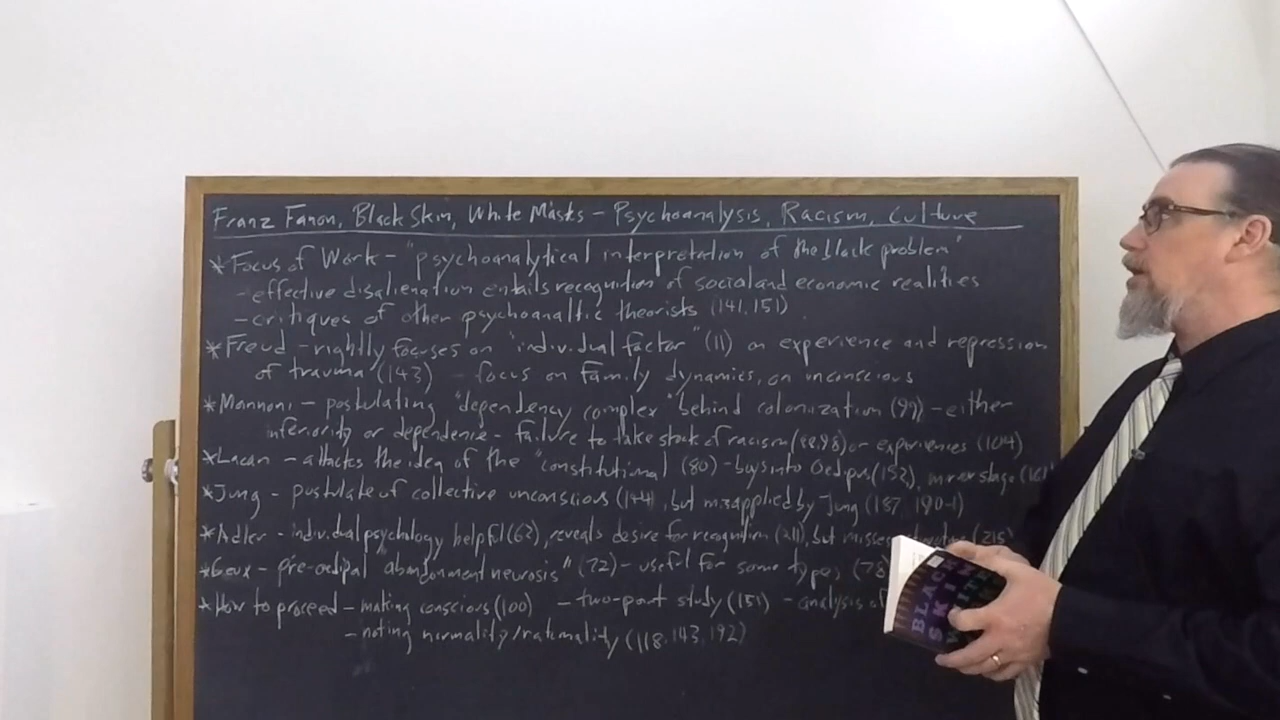 Franz Fanon, Black Skin, White Masks - Psychoanalysis, Racism, Culture
* Focus of Work - "psychoanalytical interpretation of the black problem"
- effective disalienation entails recognition of social and economic realities
- critiques of other psychoanaltic theorists (141, 151)
* Freud - rightly focuses on "individual factor" (11) on experience and repression
of trauma (143) - focus on family dynamics, on unconscious
* Mannoni - postulating "dependency complex" behind colonization (99) - either
inferiority or dependence - failure to take stock of racism ( or experiences (104)
* Lacan - attacks the idea of the "constitutional (80) - buys into Oedipus (152), mirror stage (161
* Jung - postulate of collective unconscious (144), but misapplied by Jung (187, 190-1)
* Adler - individual psychology helpful (62), reveals desire for recognition (211), but misses (215)
* Geux - pre-oedipal abandonment neurosis" (72) - useful for some types (78
* How to proceed - making conscious (100) - two-point study (151) - analysis of
- noting normality/rationality (118, 143, 192)
BLACK
SK